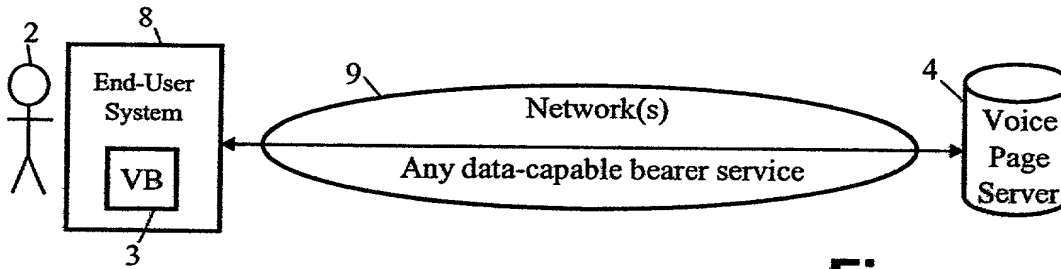 2
8
End-User
System
VB
3
9
Network(s)
Any data-capable bearer service
4
Voice
Page
Server